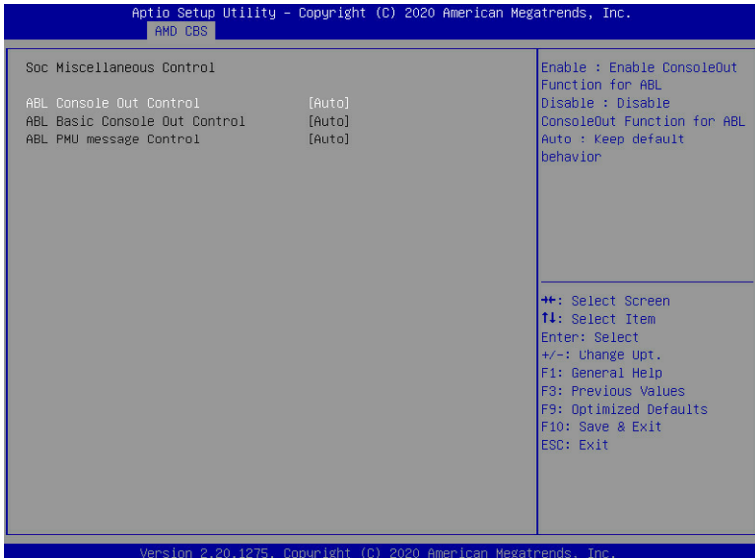 Aptio Setup Utility – Copyright (C) 2020 American Megatrends, Inc.
AMD CBS
Soc Miscellaneous Control
ABL Console Out Control [Auto]
ABL Basic Console Out Control [Auto]
ABL PMU message Control [Auto]
Enable : Enable ConsoleOut
Function for ABL
Disable : Disable
ConsoleOut Function for ABL
Auto : Keep default
behavior
→←: Select Screen
↑↓: Select Item
Enter: Select
+/-: Change Opt.
F1: General Help
F3: Previous Values
F9: Optimized Defaults
F10: Save & Exit
ESC: Exit
Version 2.20.1275. Copyright (C) 2020 American Megatrends, Inc.